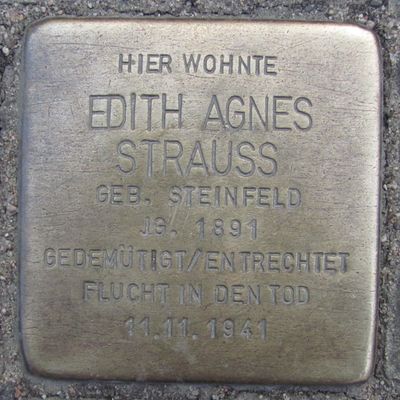 HIER WOHNTE
EDITH AGNES
STRAUSS
GEB. STEINFELD
JG. 1891
GEDEMÜTIGT/ENTRECHTET
FLUCHT IN DEN TOD
11.11.1941